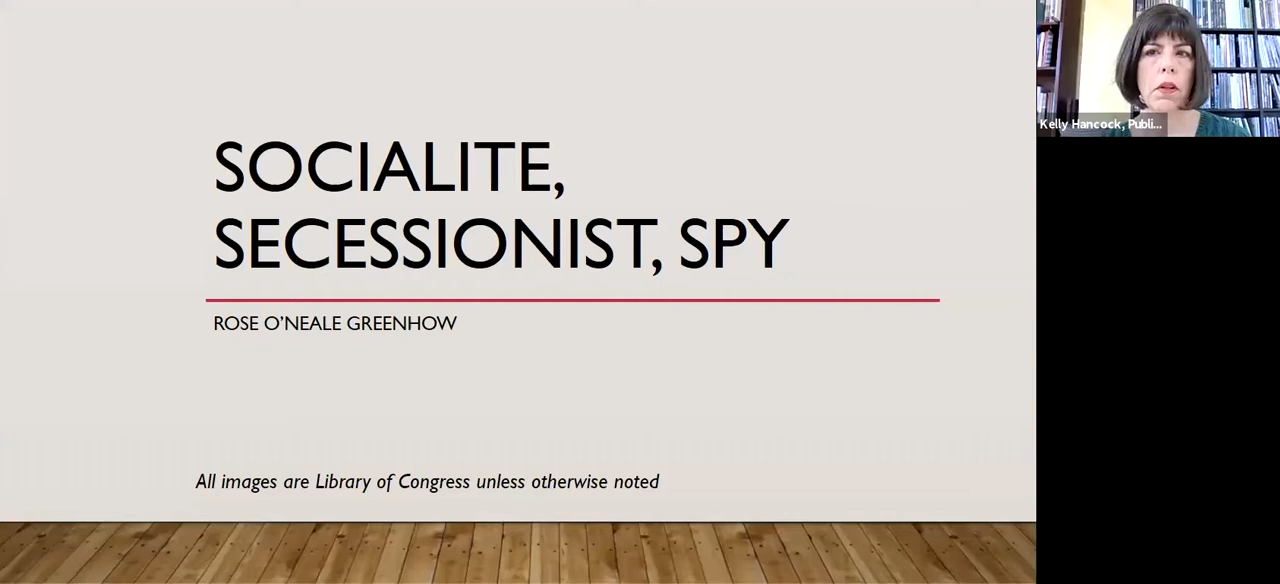 SOCIALITE,
SECESSIONIST, SPY
ROSE O'NEALE GREENHOW
All images are Library of Congress unless otherwise noted
Kelly Hancock, Publi...